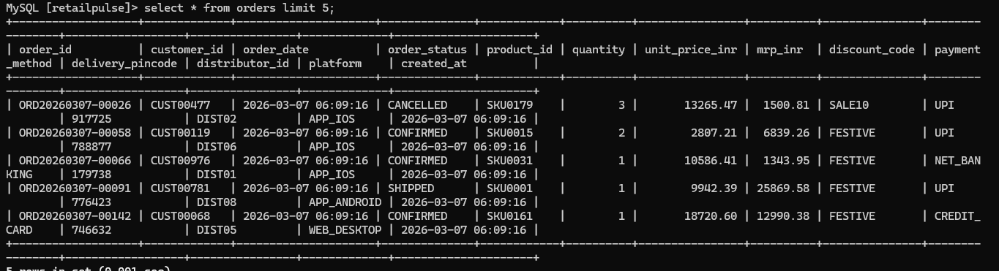 MySQL [retailpulse]> select * from orders limit 5;
+--------------------+-------------+---------------------+--------------+------------+----------+----------------+----------+---------------+--------
--------+------------------+----------------+-------------+---------------------+
| order_id           | customer_id | order_date          | order_status | product_id | quantity | unit_price_inr | mrp_inr  | discount_code | payment
_method | delivery_pincode | distributor_id | platform    | created_at          |
+--------------------+-------------+---------------------+--------------+------------+----------+----------------+----------+---------------+--------
--------+------------------+----------------+-------------+---------------------+
| ORD20260307-00026 | CUST00477   | 2026-03-07 06:09:16 | CANCELLED    | SKU0179    |        3 |       13265.47 |  1500.81 | SALE10        | UPI
        | 917725           | DIST02         | APP_IOS     | 2026-03-07 06:09:16 |
| ORD20260307-00058 | CUST00119   | 2026-03-07 06:09:16 | CONFIRMED    | SKU0015    |        2 |        2807.21 |  6839.26 | FESTIVE       | UPI
        | 788877           | DIST06         | APP_IOS     | 2026-03-07 06:09:16 |
| ORD20260307-00066 | CUST00976   | 2026-03-07 06:09:16 | CONFIRMED    | SKU0031    |        1 |       10586.41 |  1343.95 | FESTIVE       | NET_BAN
KING    | 179738           | DIST01         | APP_IOS     | 2026-03-07 06:09:16 |
| ORD20260307-00091 | CUST00781   | 2026-03-07 06:09:16 | SHIPPED      | SKU0001    |        1 |        9942.39 | 25869.58 | FESTIVE       | UPI
        | 776423           | DIST08         | APP_ANDROID | 2026-03-07 06:09:16 |
| ORD20260307-00142 | CUST00068   | 2026-03-07 06:09:16 | CONFIRMED    | SKU0161    |        1 |       18720.60 | 12990.38 | FESTIVE       | CREDIT_
CARD    | 746632           | DIST05         | WEB_DESKTOP | 2026-03-07 06:09:16 |
+--------------------+-------------+---------------------+--------------+------------+----------+----------------+----------+---------------+--------
--------+------------------+----------------+-------------+---------------------+
5 rows in set (0.001 sec)